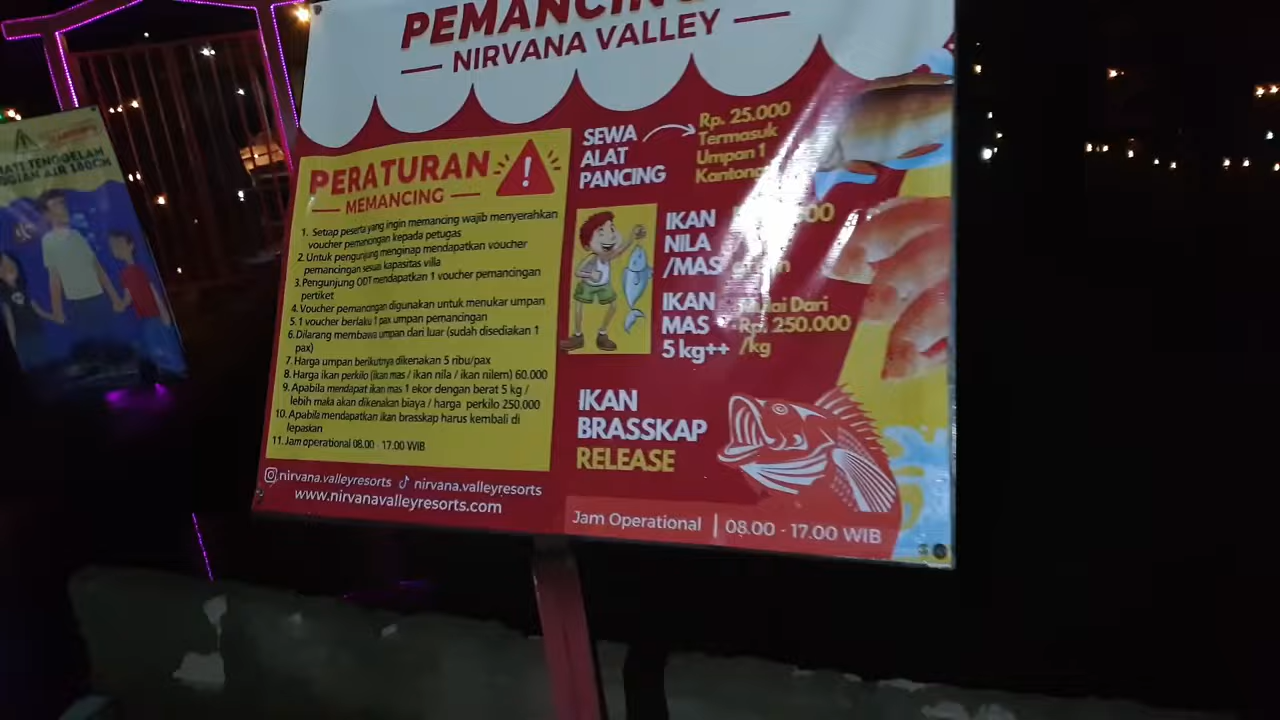 PEMANCING
NIRVANA VALLEY
PERATURAN
MEMANCING
1. Setiap peserta yang ingin memancing wajib menyerahkan
voucher pemancingan kepada petugas
2. Untuk pengunjung menginap mendapatkan voucher
pemancingan sesuai kapasitas villa
3. Pengunjung ODT mendapatkan 1 voucher pemancingan
pertiket
4. Voucher pemancingan digunakan untuk menukar umpan
5. 1 voucher berlaku 1 pax umpan pemancingan
6. Dilarang membawa umpan dari luar (sudah disediakan 1
pax)
7. Harga umpan berikutnya dikenakan 5 ribu/pax
8. Harga ikan perkilo (ikan mas / ikan nila / ikan nilem) 60.000
9. Apabila mendapat ikan mas 1 ekor dengan berat 5 kg /
lebih maka akan dikenakan biaya / harga perkilo 250.000
10. Apabila mendapatkan ikan brasskap harus kembali di
lepaskan
11. Jam operational 08.00 - 17.00 WIB
nirvana.valleyresorts nirvana.valleyresorts
www.nirvanavalleyresorts.com
SEWA
ALAT
PANCING
Rp. 25.000
Termasuk
Umpan 1
Kantong
IKAN
NILA
/MAS
IKAN
MAS
5 kg++
Rp. 250.000
/kg
IKAN
BRASSKAP
RELEASE
Jam Operational | 08.00 - 17.00 WIB
TENGGELAM
AIR 180CM